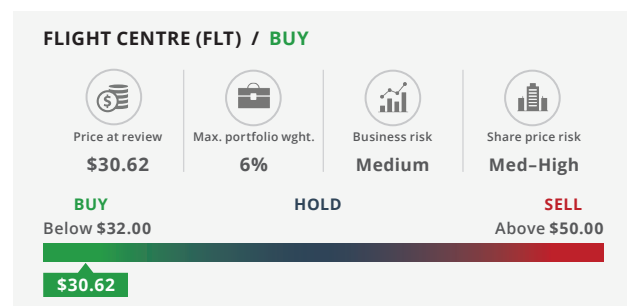 FLIGHT CENTRE (FLT) / BUY
Price at review Max. portfolio wght. Business risk Share price risk
$30.62 6% Medium Med–High
BUY HOLD SELL
Below $32.00 Above $50.00
$30.62